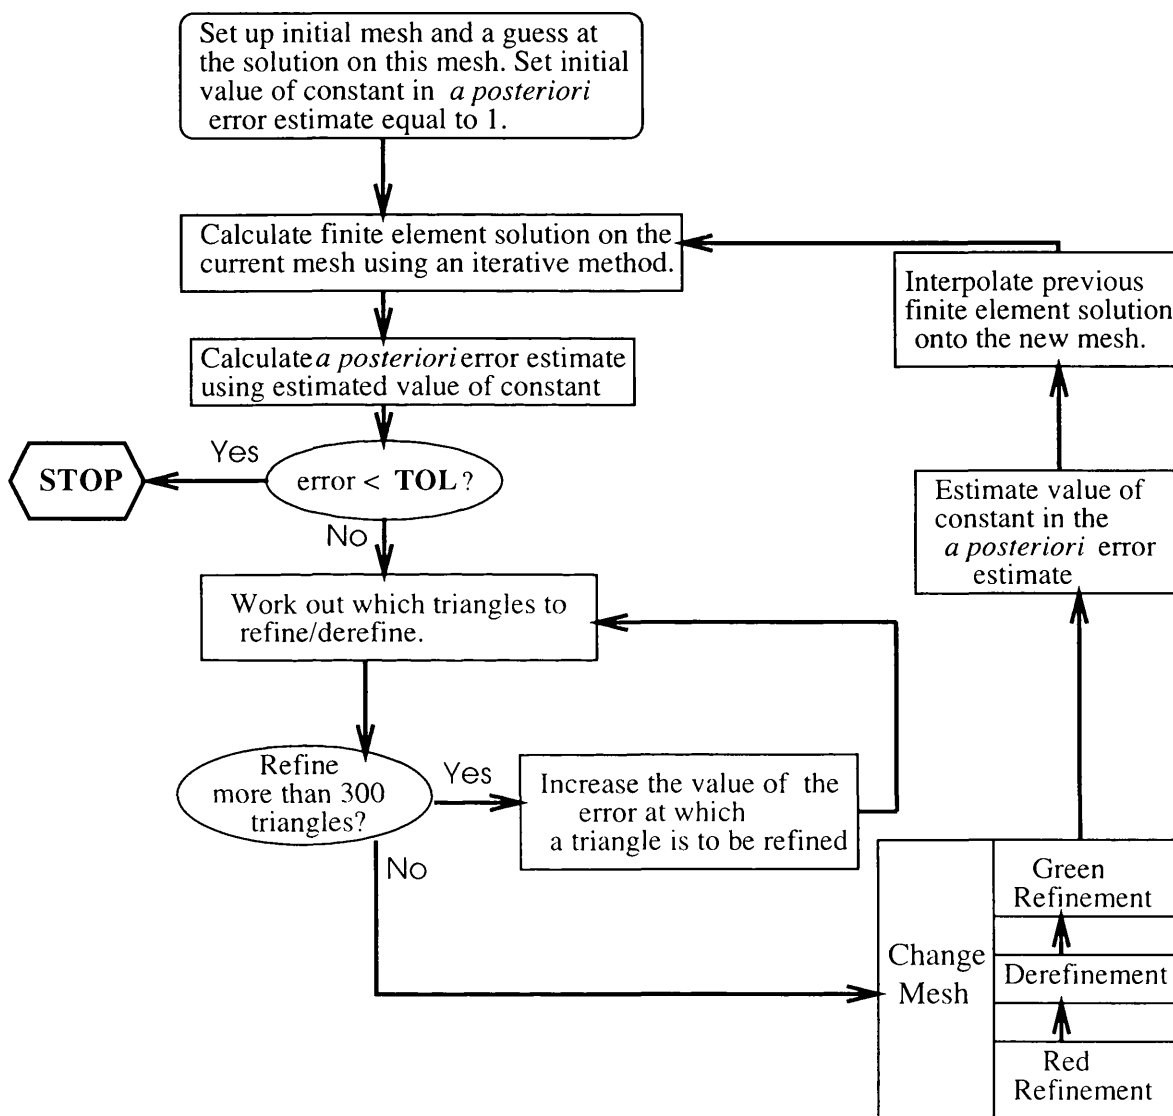 Set up initial mesh and a guess at
the solution on this mesh. Set initial
value of constant in a posteriori
error estimate equal to 1.
Calculate finite element solution on the
current mesh using an iterative method.
Calculate a posteriori error estimate
using estimated value of constant
Yes
STOP
error < TOL ?
No
Work out which triangles to
refine/derefine.
Refine
more than 300
triangles?
Yes
No
Increase the value of the
error at which
a triangle is to be refined
Change
Mesh
Green
Refinement
Derefinement
Red
Refinement
Estimate value of
constant in the
a posteriori error
estimate
Interpolate previous
finite element solution
onto the new mesh.